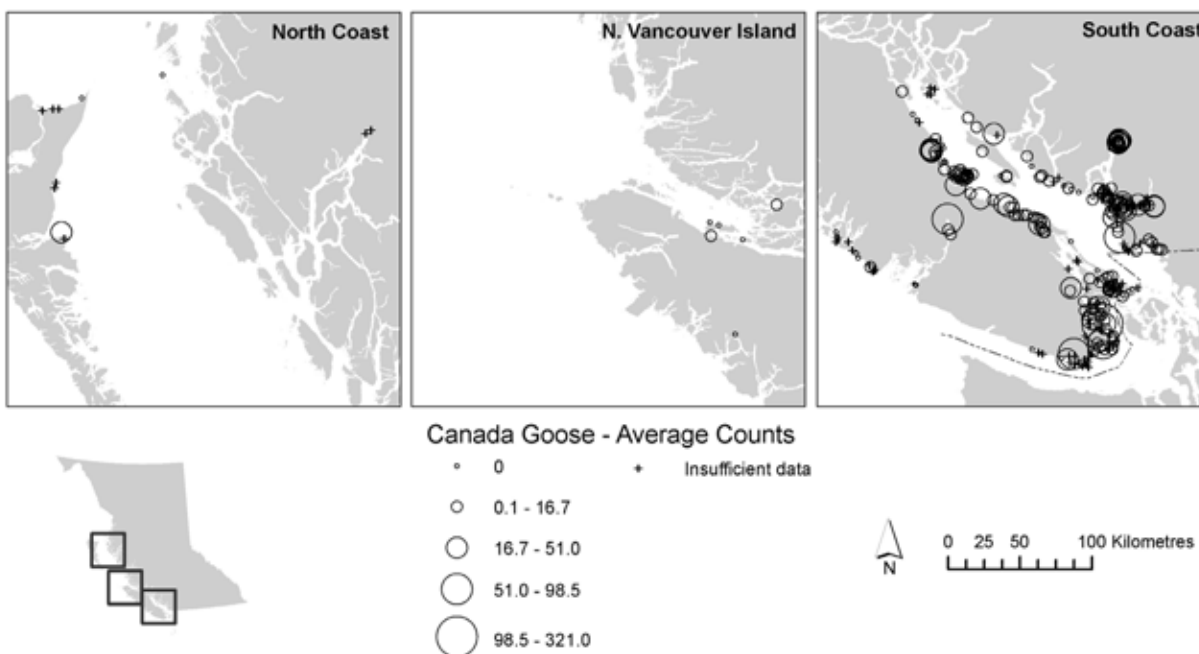 North Coast
N. Vancouver Island
South Coast
Canada Goose - Average Counts
0
0.1 - 16.7
16.7 - 51.0
51.0 - 98.5
98.5 - 321.0
Insufficient data
N
0 25 50 100 Kilometres